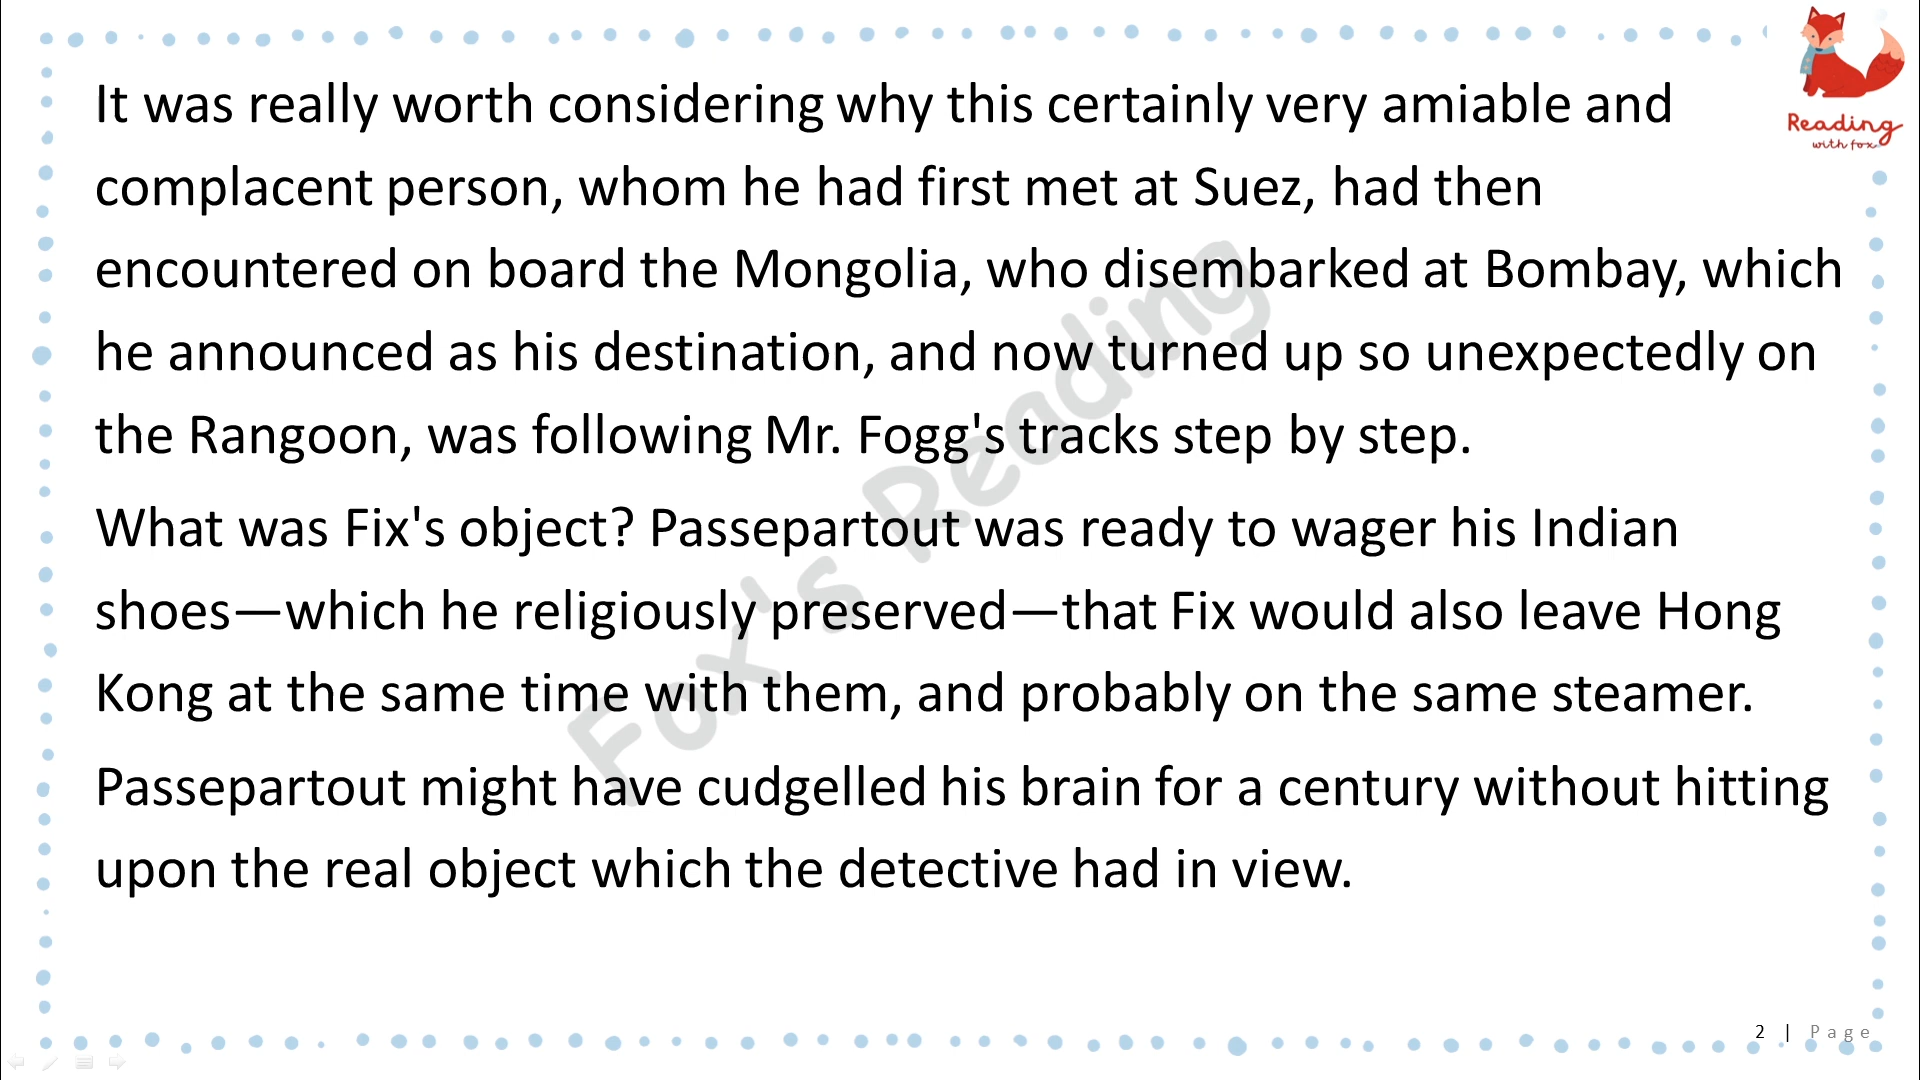 It was really worth considering why this certainly very amiable and
complacent person, whom he had first met at Suez, had then
encountered on board the Mongolia, who disembarked at Bombay, which
he announced as his destination, and now turned up so unexpectedly on
the Rangoon, was following Mr. Fogg's tracks step by step.
What was Fix's object? Passepartout was ready to wager his Indian
shoes—which he religiously preserved—that Fix would also leave Hong
Kong at the same time with them, and probably on the same steamer.
Passepartout might have cudgelled his brain for a century without hitting
upon the real object which the detective had in view.
Fox's Reading
Reading
with fox
2 | Page